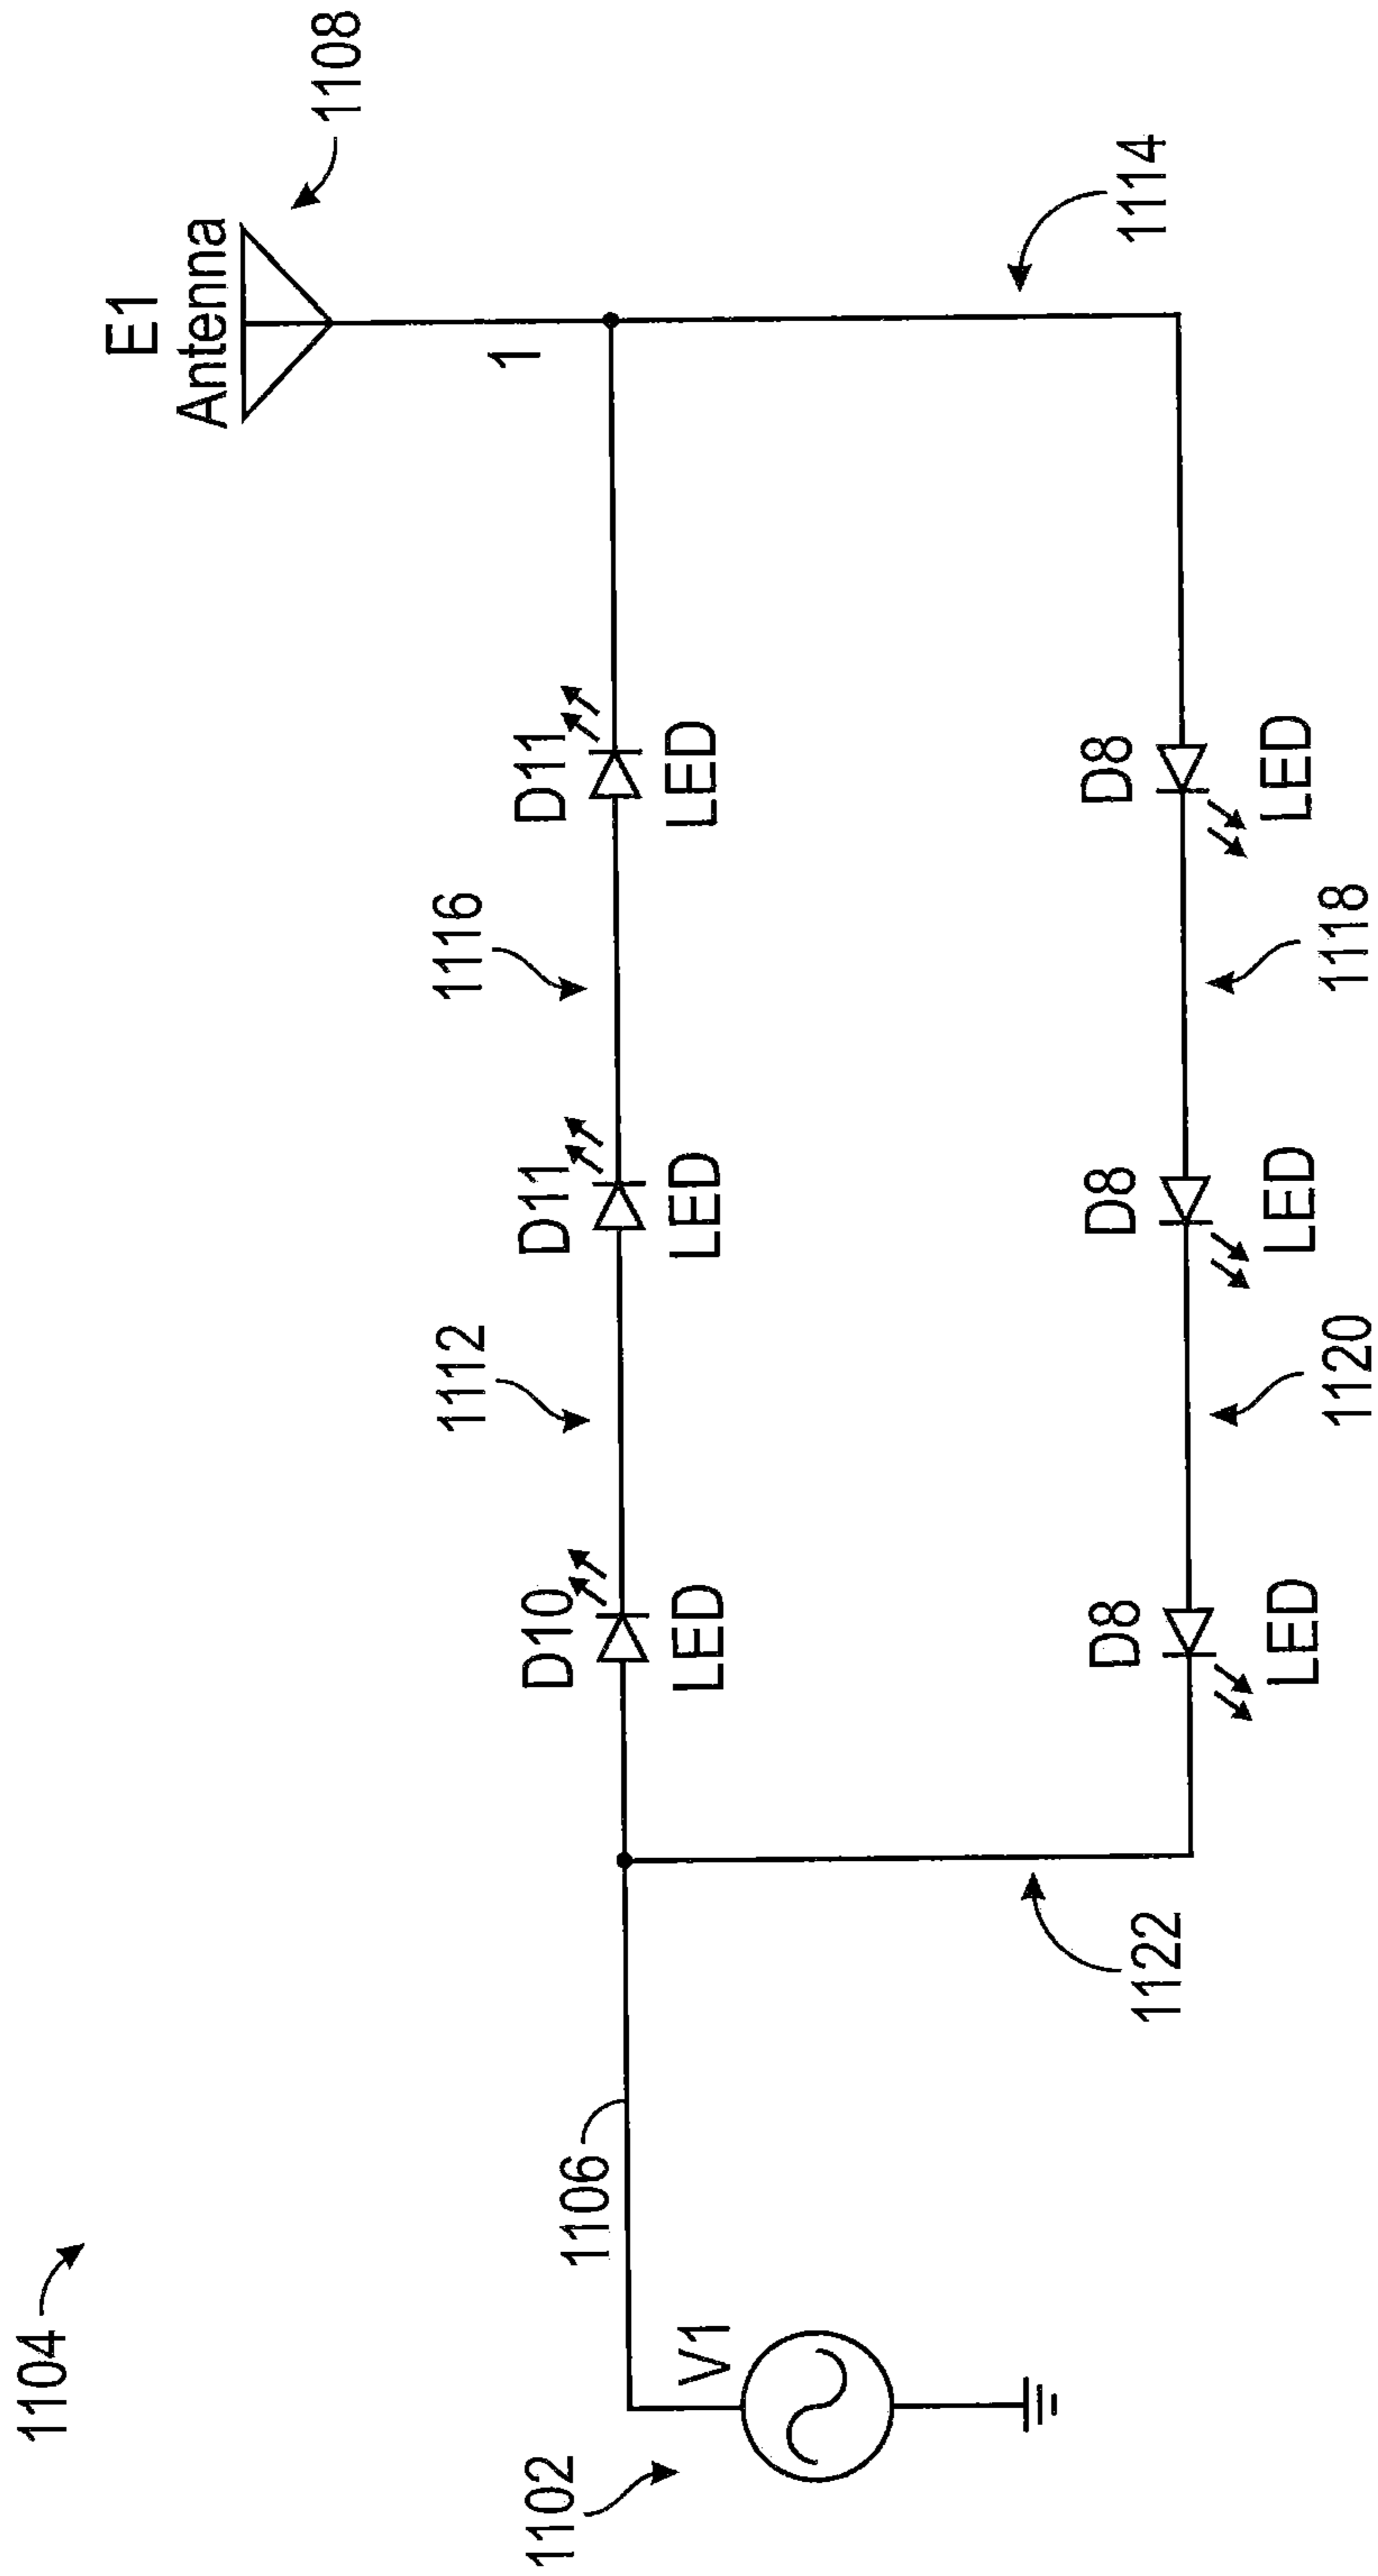 1104
1102
V1
1106
1122
D10
LED
1112
D11
LED
1116
D11
LED
E1
Antenna
1
1108
1114
D8
LED
1120
D8
LED
1118
D8
LED